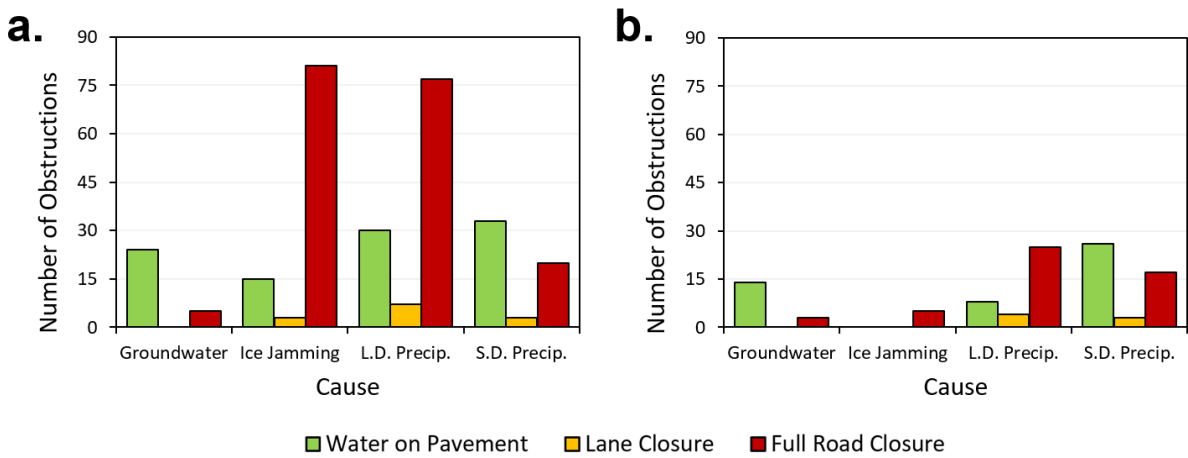 a.
90
75
60
45
30
15
0
Number of Obstructions
Groundwater Ice Jamming L.D. Precip. S.D. Precip.
Cause
b.
90
75
60
45
30
15
0
Number of Obstructions
Groundwater Ice Jamming L.D. Precip. S.D. Precip.
Cause
Water on Pavement Lane Closure Full Road Closure